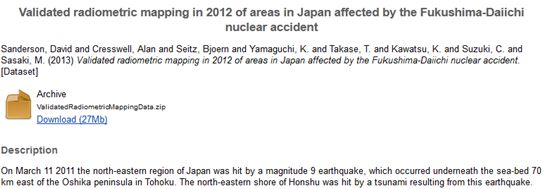 Validated radiometric mapping in 2012 of areas in Japan affected by the Fukushima-Daiichi
nuclear accident
Sanderson, David and Cresswell, Alan and Seitz, Bjoern and Yamaguchi, K. and Takase, T. and Kawatsu, K. and Suzuki, C. and
Sasaki, M. (2013) Validated radiometric mapping in 2012 of areas in Japan affected by the Fukushima-Daiichi nuclear accident.
[Dataset]
Archive
ValidatedRadiometricMappingData.zip
Download (27Mb)
Description
On March 11 2011 the north-eastern region of Japan was hit by a magnitude 9 earthquake, which occurred underneath the sea-bed 70
km east of the Oshika peninsula in Tohoku. The north-eastern shore of Honshu was hit by a tsunami resulting from this earthquake.